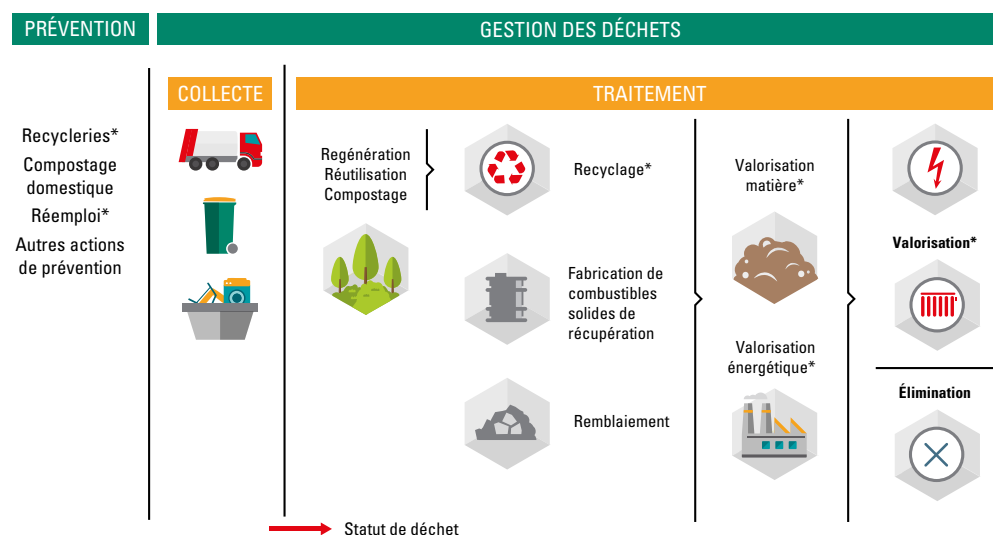 PRÉVENTION
GESTION DES DÉCHETS
COLLECTE
TRAITEMENT
Recycleries*
Compostage
domestique
Réemploi*
Autres actions
de prévention
Regénération
Réutilisation
Compostage
Recyclage*
Fabrication de
combustibles
solides de
récupération
Remblaiement
Valorisation
matière*
Valorisation
énergétique*
Valorisation*
Élimination
Statut de déchet